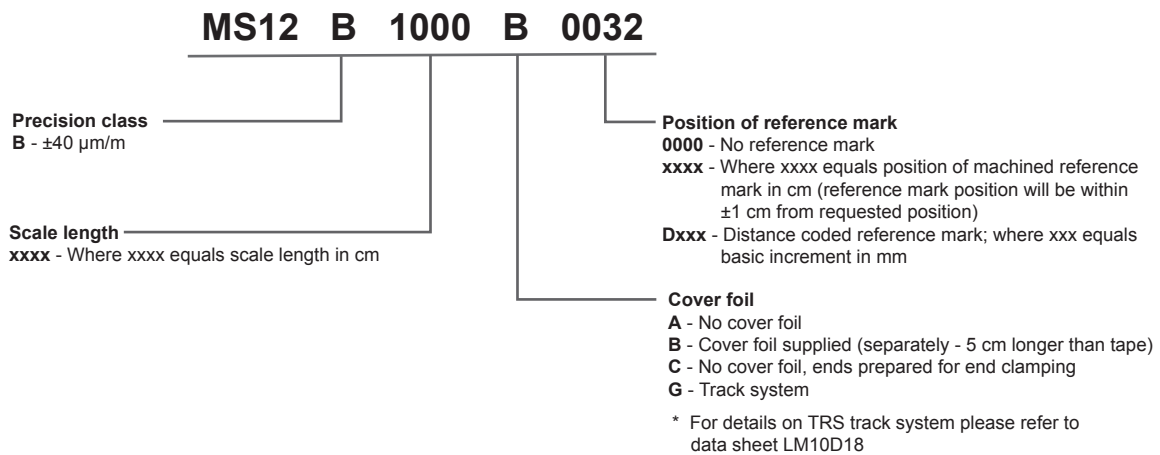 MS12 B 1000 B 0032
Precision class
B - ±40 µm/m
Scale length
xxxx - Where xxxx equals scale length in cm
Position of reference mark
0000 - No reference mark
xxxx - Where xxxx equals position of machined reference
mark in cm (reference mark position will be within
±1 cm from requested position)
Dxxx - Distance coded reference mark; where xxx equals
basic increment in mm
Cover foil
A - No cover foil
B - Cover foil supplied (separately - 5 cm longer than tape)
C - No cover foil, ends prepared for end clamping
G - Track system
* For details on TRS track system please refer to
data sheet LM10D18